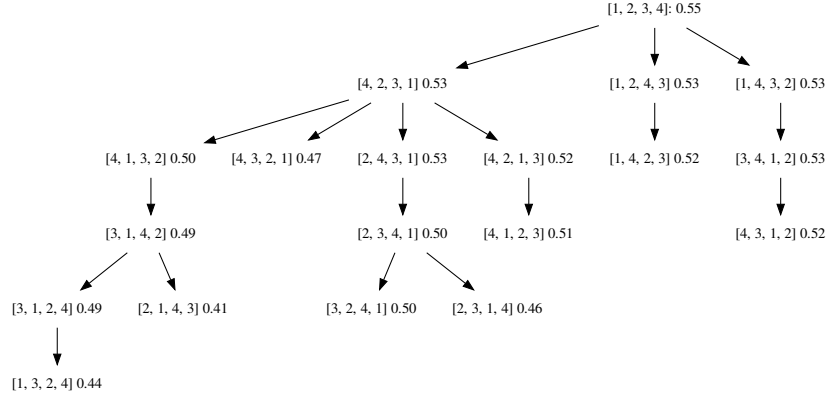 [1, 2, 3, 4]: 0.55
[4, 2, 3, 1] 0.53
[1, 2, 4, 3] 0.53
[1, 4, 3, 2] 0.53
[4, 1, 3, 2] 0.50
[4, 3, 2, 1] 0.47
[2, 4, 3, 1] 0.53
[4, 2, 1, 3] 0.52
[1, 4, 2, 3] 0.52
[3, 4, 1, 2] 0.53
[3, 1, 4, 2] 0.49
[2, 3, 4, 1] 0.50
[4, 1, 2, 3] 0.51
[4, 3, 1, 2] 0.52
[3, 1, 2, 4] 0.49
[2, 1, 4, 3] 0.41
[3, 2, 4, 1] 0.50
[2, 3, 1, 4] 0.46
[1, 3, 2, 4] 0.44